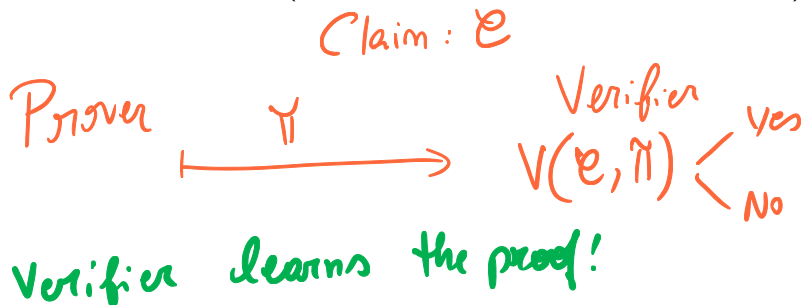 Claim: C
Prover
π
Verifier
V(C, π)
Yes
No
Verifier learns the proof!